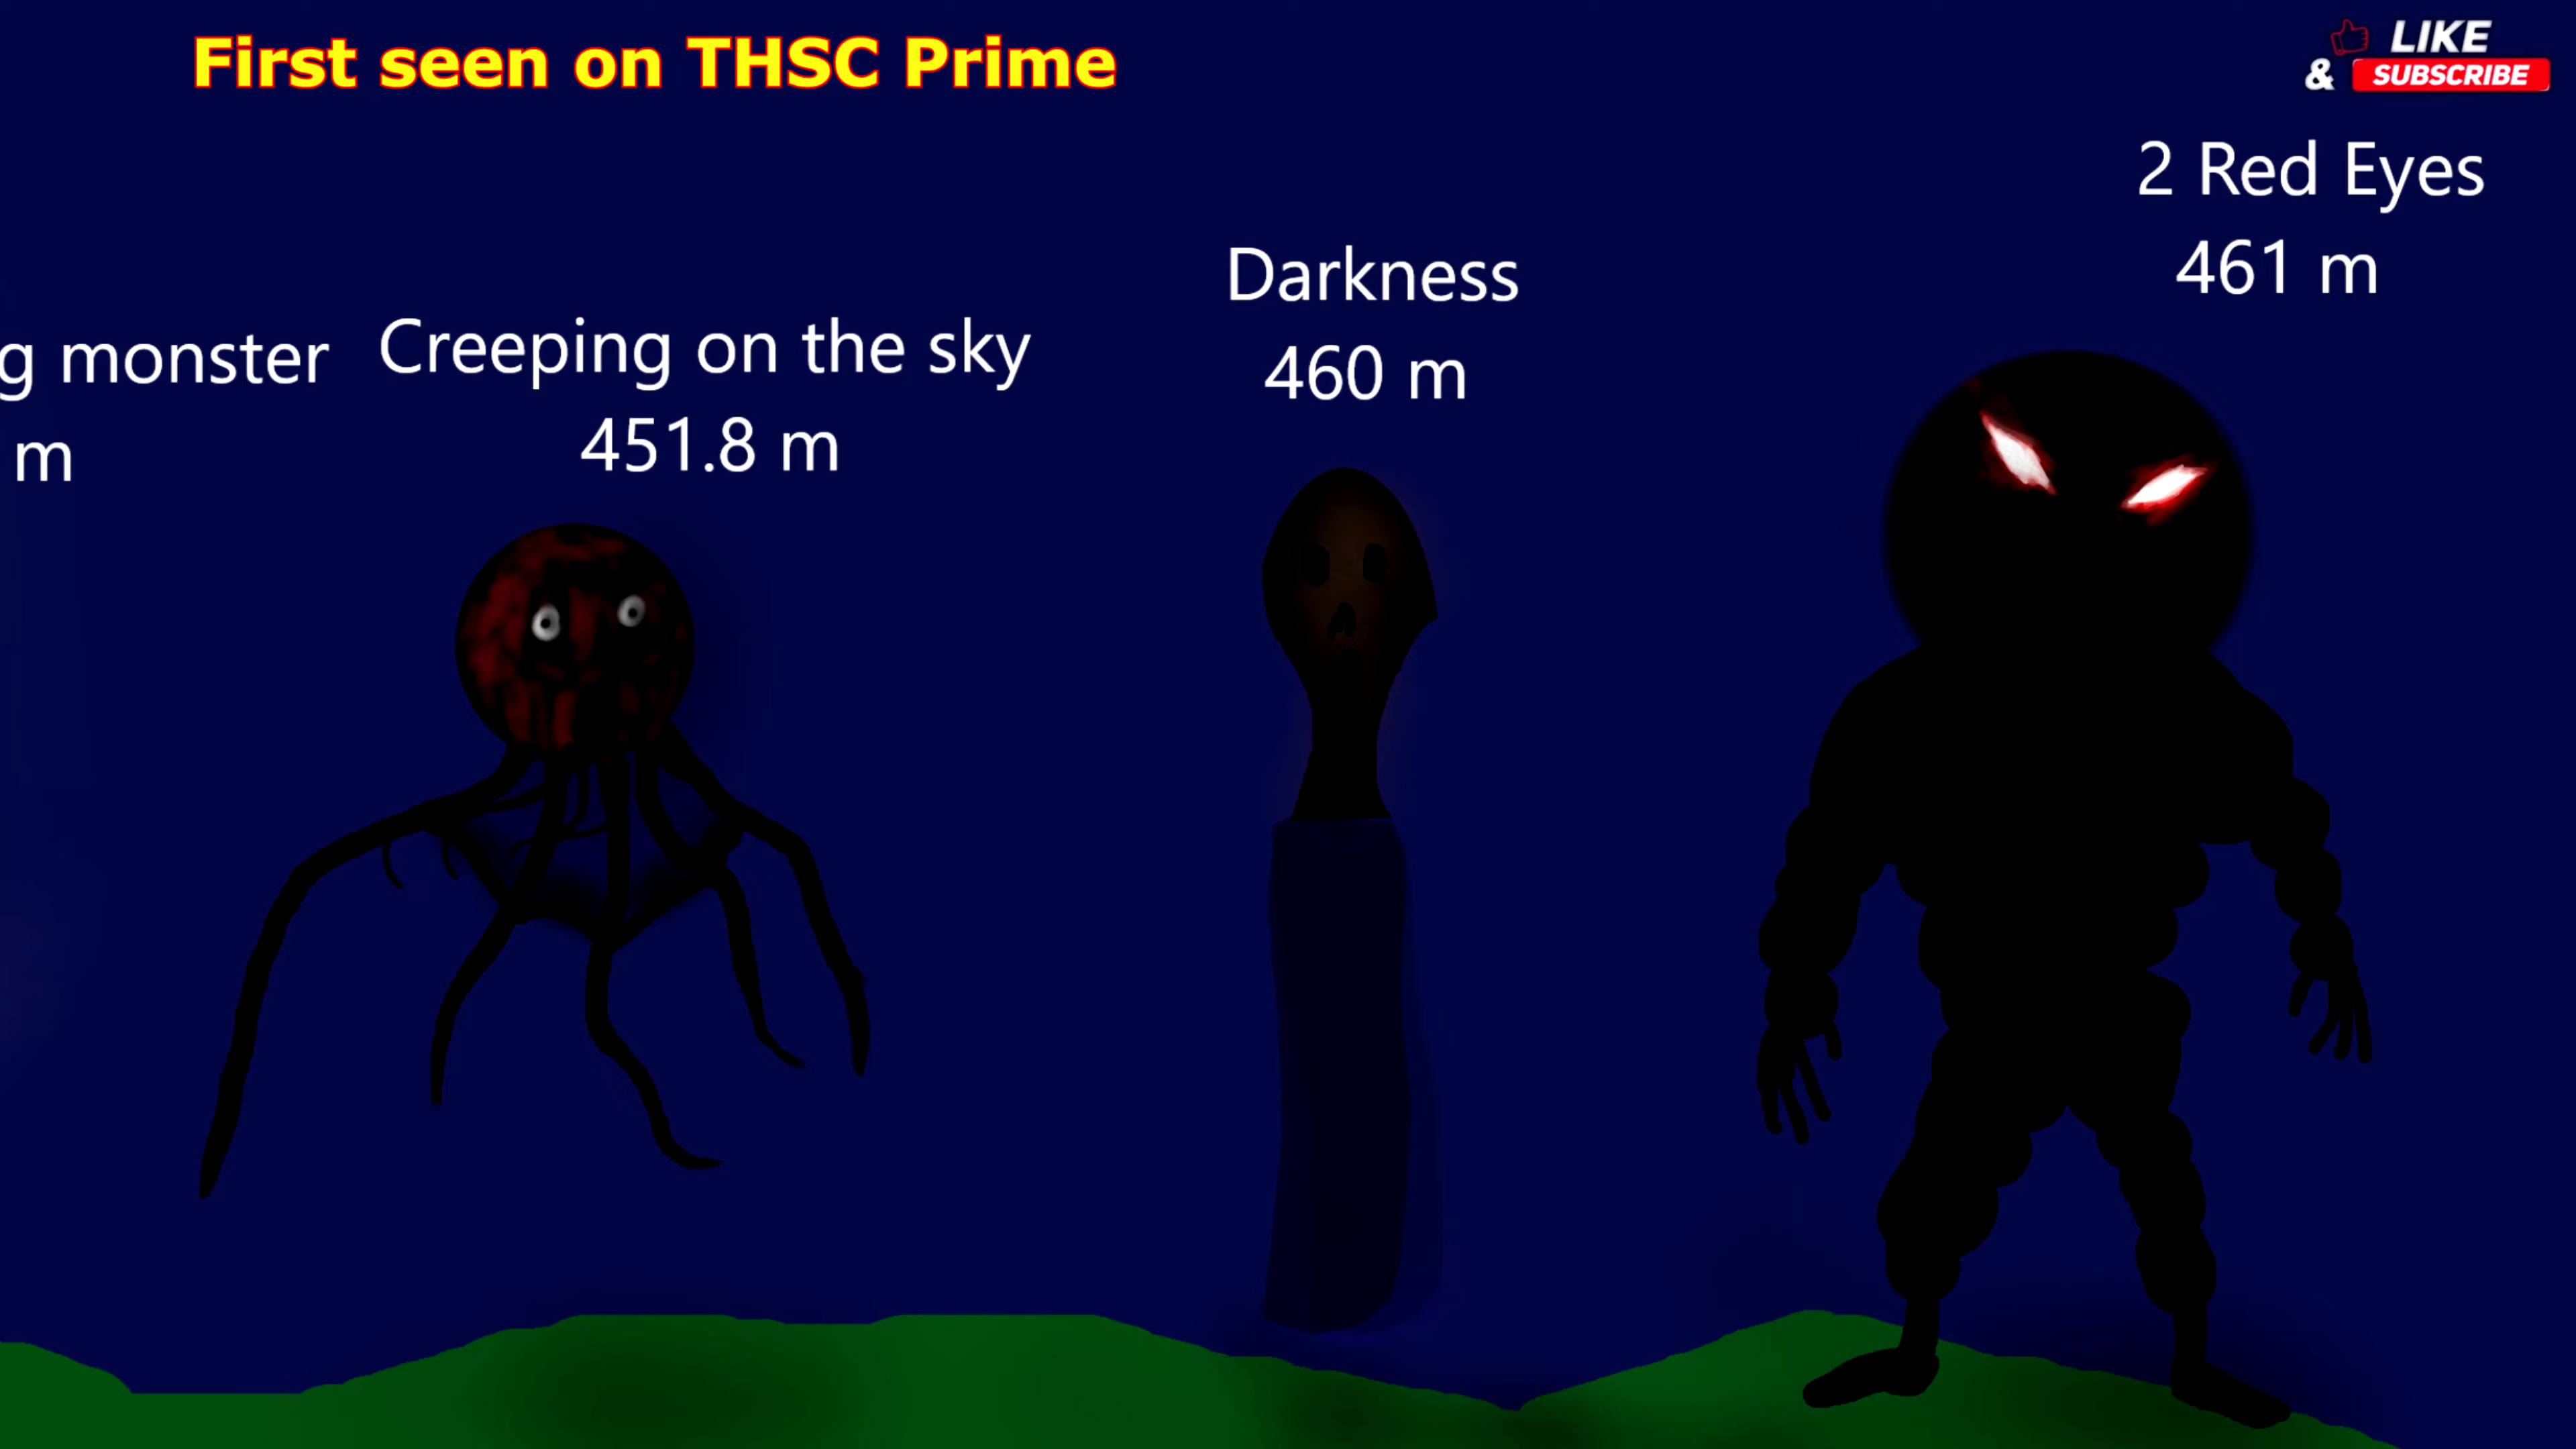 First seen on THSC Prime
LIKE
& SUBSCRIBE
2 Red Eyes
461 m
Darkness
460 m
Creeping on the sky
451.8 m
g monster
m